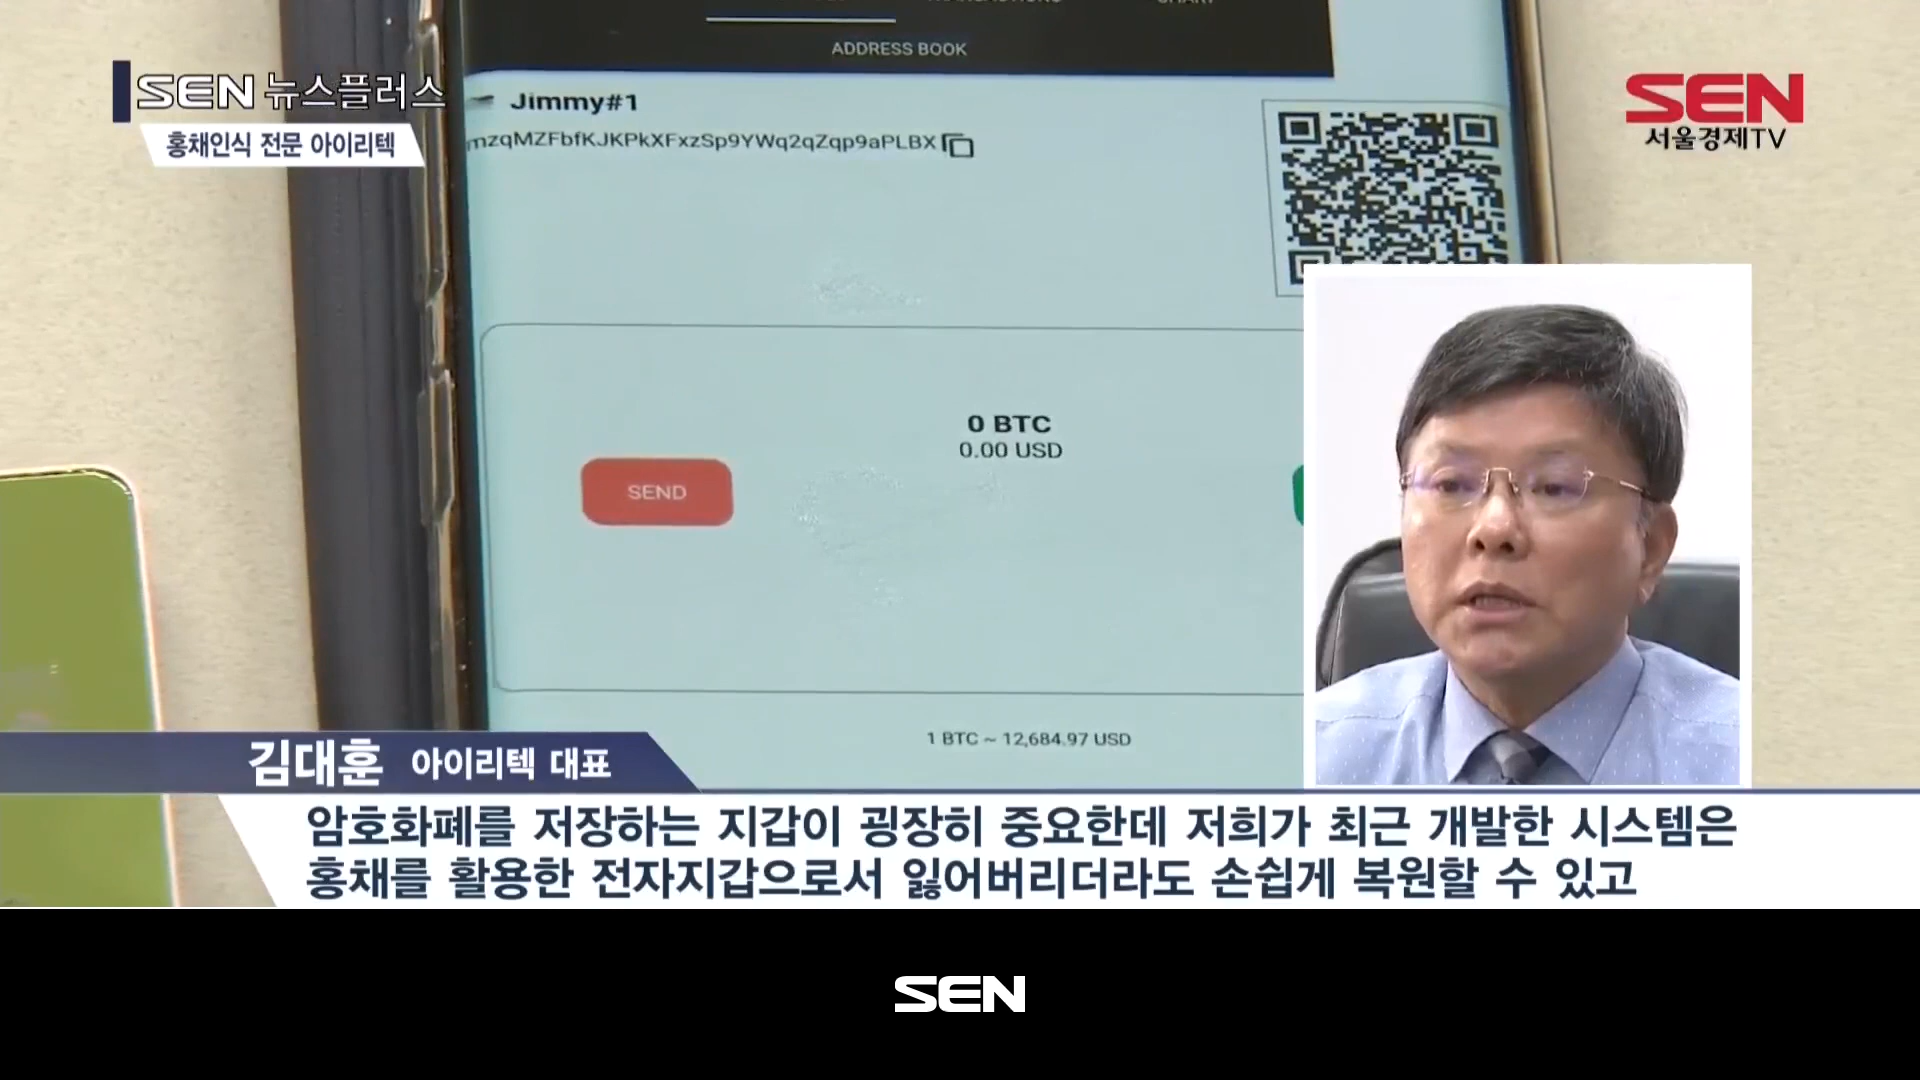 ADDRESS BOOK
SEN 뉴스플러스
홍채인식 전문 아이리텍
SEN
서울경제TV
Jimmy#1
mzqMZFbfKJKPkXFxzSp9YWq2qZqp9aPLBX
0 BTC
0.00 USD
SEND
1 BTC ~ 12,684.97 USD
김대훈 아이리텍 대표
암호화폐를 저장하는 지갑이 굉장히 중요한데 저희가 최근 개발한 시스템은
홍채를 활용한 전자지갑으로서 잃어버리더라도 손쉽게 복원할 수 있고
SEN